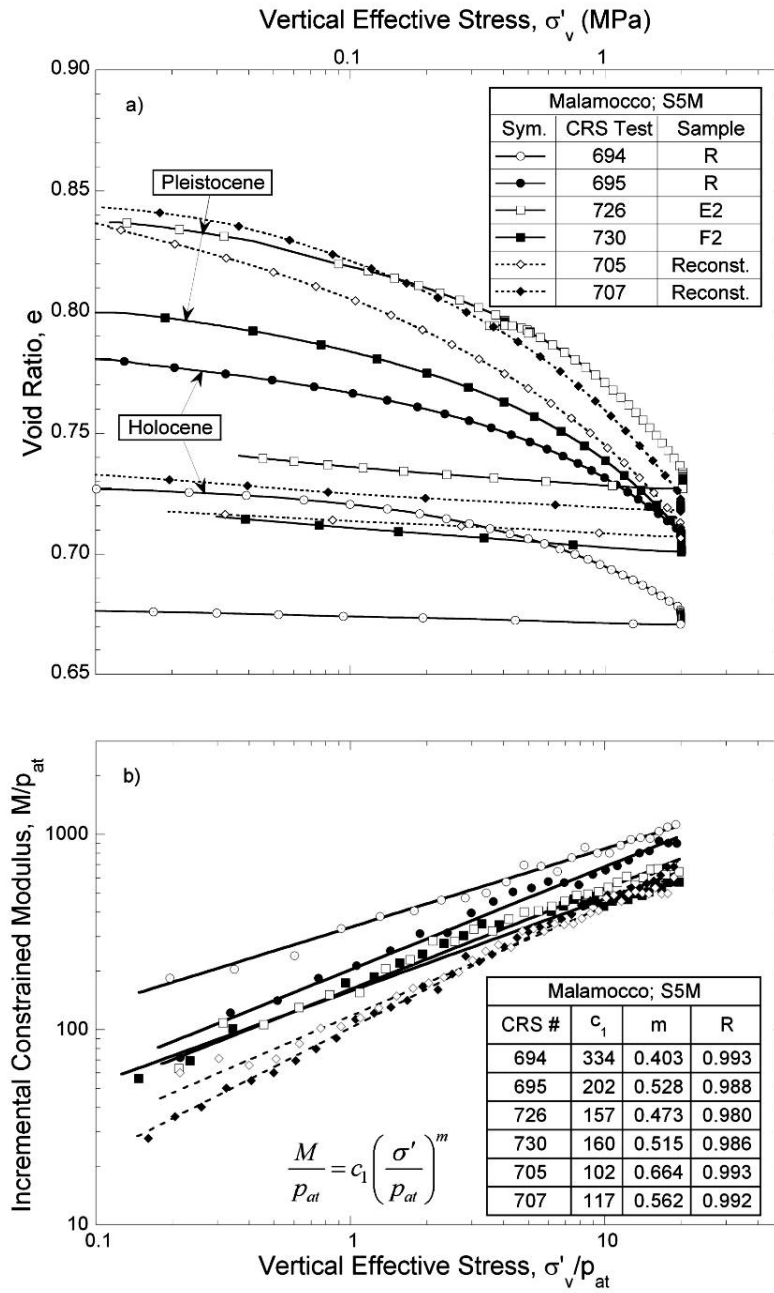 Vertical Effective Stress, σ'v (MPa)
0.1 1
0.90
0.85
0.80
0.75
0.70
0.65
Void Ratio, e
a)
Pleistocene
Holocene
Malamocco; S5M
Sym. CRS Test Sample
694 R
695 R
726 E2
730 F2
705 Reconst.
707 Reconst.
Incremental Constrained Modulus, M/pat
1000
100
10
b)
M/pat = c1(σ'/pat)^m
Malamocco; S5M
CRS # c1 m R
694 334 0.403 0.993
695 202 0.528 0.988
726 157 0.473 0.980
730 160 0.515 0.986
705 102 0.664 0.993
707 117 0.562 0.992
0.1 1 10
Vertical Effective Stress, σ'v/pat